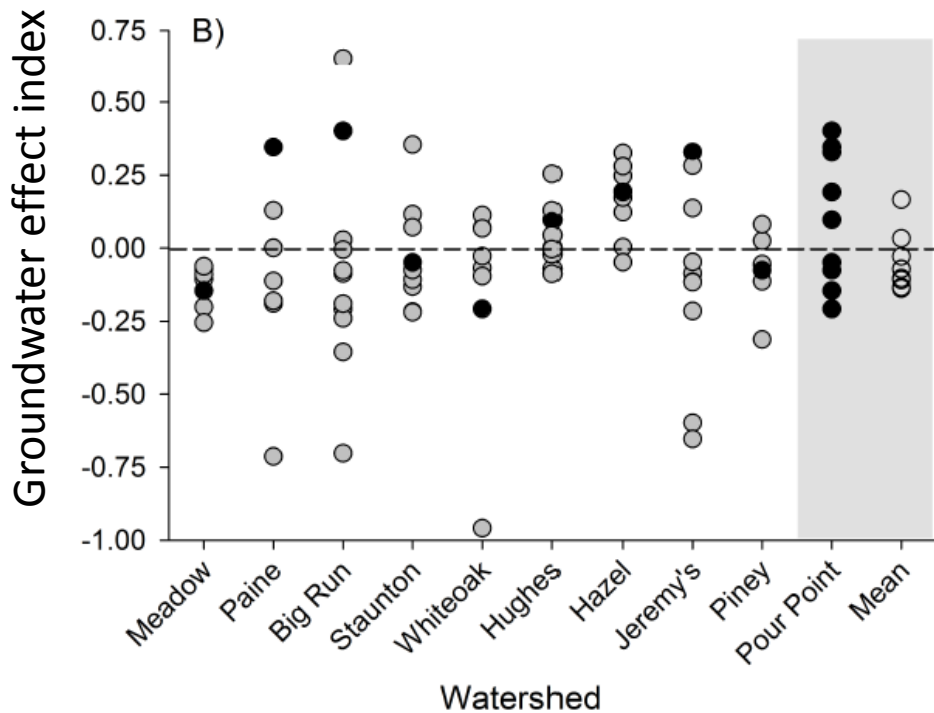 Groundwater effect index
B)
0.75
0.50
0.25
0.00
-0.25
-0.50
-0.75
-1.00
Meadow
Paine
Big Run
Staunton
Whiteoak
Hughes
Hazel
Jeremy's
Piney
Pour Point
Mean
Watershed